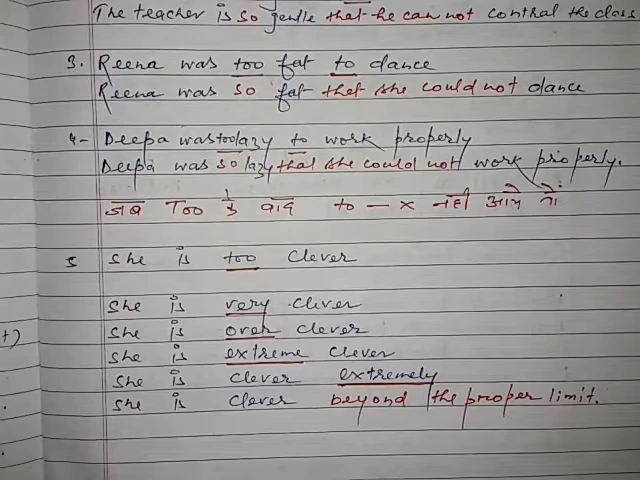 The teacher is so gentle that he can not control the class
3. Reena was too fat to dance
Reena was so fat that she could not dance
4- Deepa was too lazy to work properly
Deepa was so lazy that she could not work properly.
जब Too के बाद to — x नहीं आये तो
5 She is too clever
She is very clever
She is over clever
+)
She is extreme clever
She is clever extremely
She is clever beyond the proper limit.